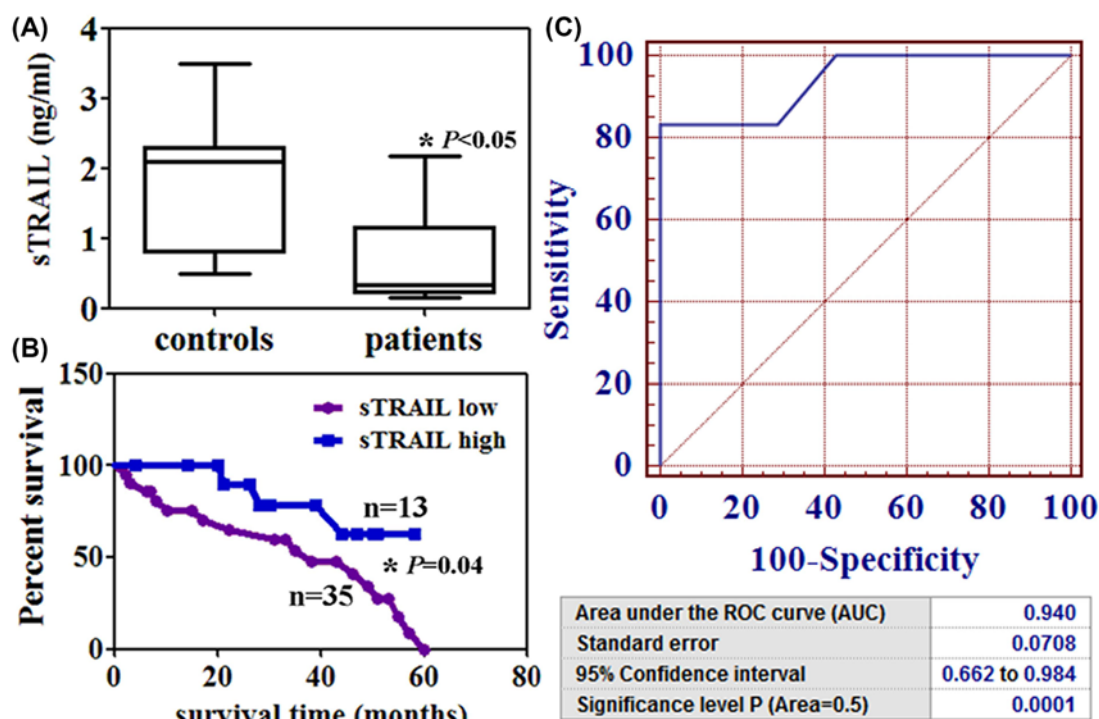 (A)
4
3
2
1
0
sTRAIL (ng/ml)
* P<0.05
controls patients
(B)
150
100
50
0
Percent survival
sTRAIL low
sTRAIL high
n=13
* P=0.04
n=35
0 20 40 60 80
survival time (months)
(C)
100
80
60
40
20
0
Sensitivity
0 20 40 60 80 100
100-Specificity
Area under the ROC curve (AUC) 0.940
Standard error 0.0708
95% Confidence interval 0.662 to 0.984
Significance level P (Area=0.5) 0.0001